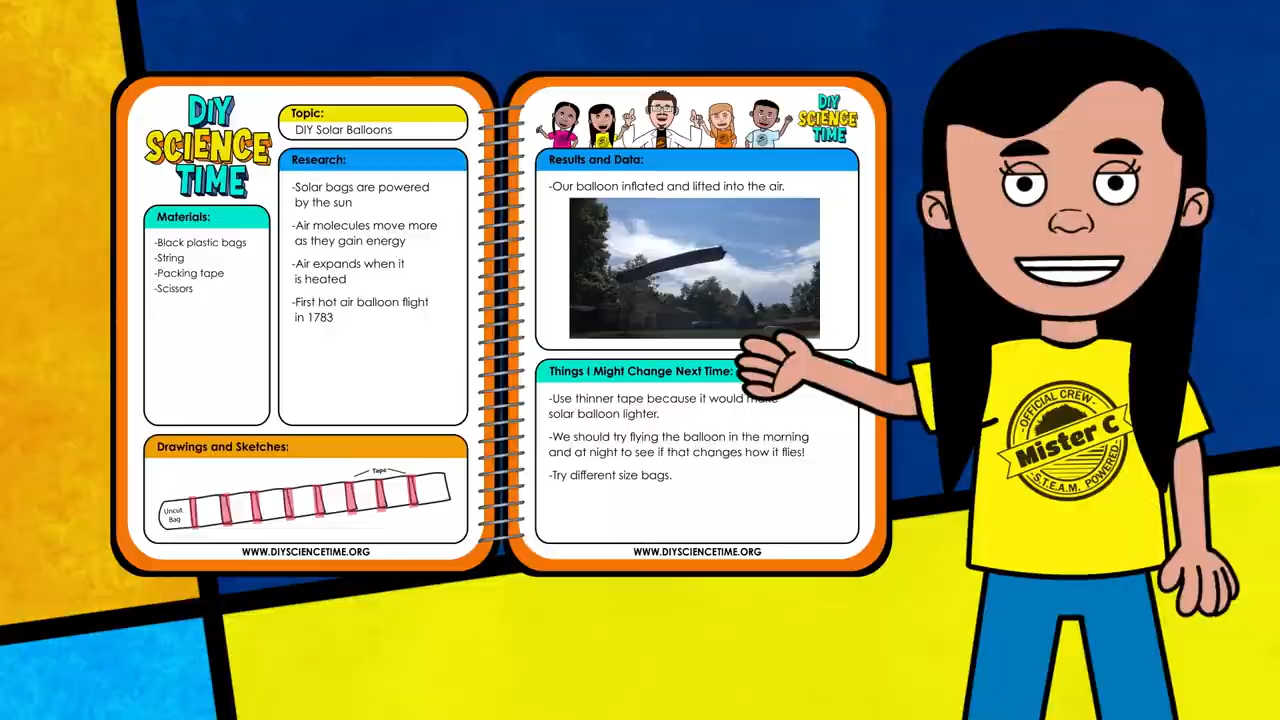 DIY
SCIENCE
TIME
Topic:
DIY Solar Balloons
Materials:
-Black plastic bags
-String
-Packing tape
-Scissors
Research:
-Solar bags are powered
by the sun
-Air molecules move more
as they gain energy
-Air expands when it
is heated
-First hot air balloon flight
in 1783
Drawings and Sketches:
Tape
Uncut
Bag
WWW.DIYSCIENCETIME.ORG
DIY
SCIENCE
TIME
Results and Data:
-Our balloon inflated and lifted into the air.
Things I Might Change Next Time:
-Use thinner tape because it would make
solar balloon lighter.
-We should try flying the balloon in the morning
and at night to see if that changes how it flies!
-Try different size bags.
WWW.DIYSCIENCETIME.ORG
-OFFICIAL CREW-
Mister C
S.T.E.A.M. POWERED